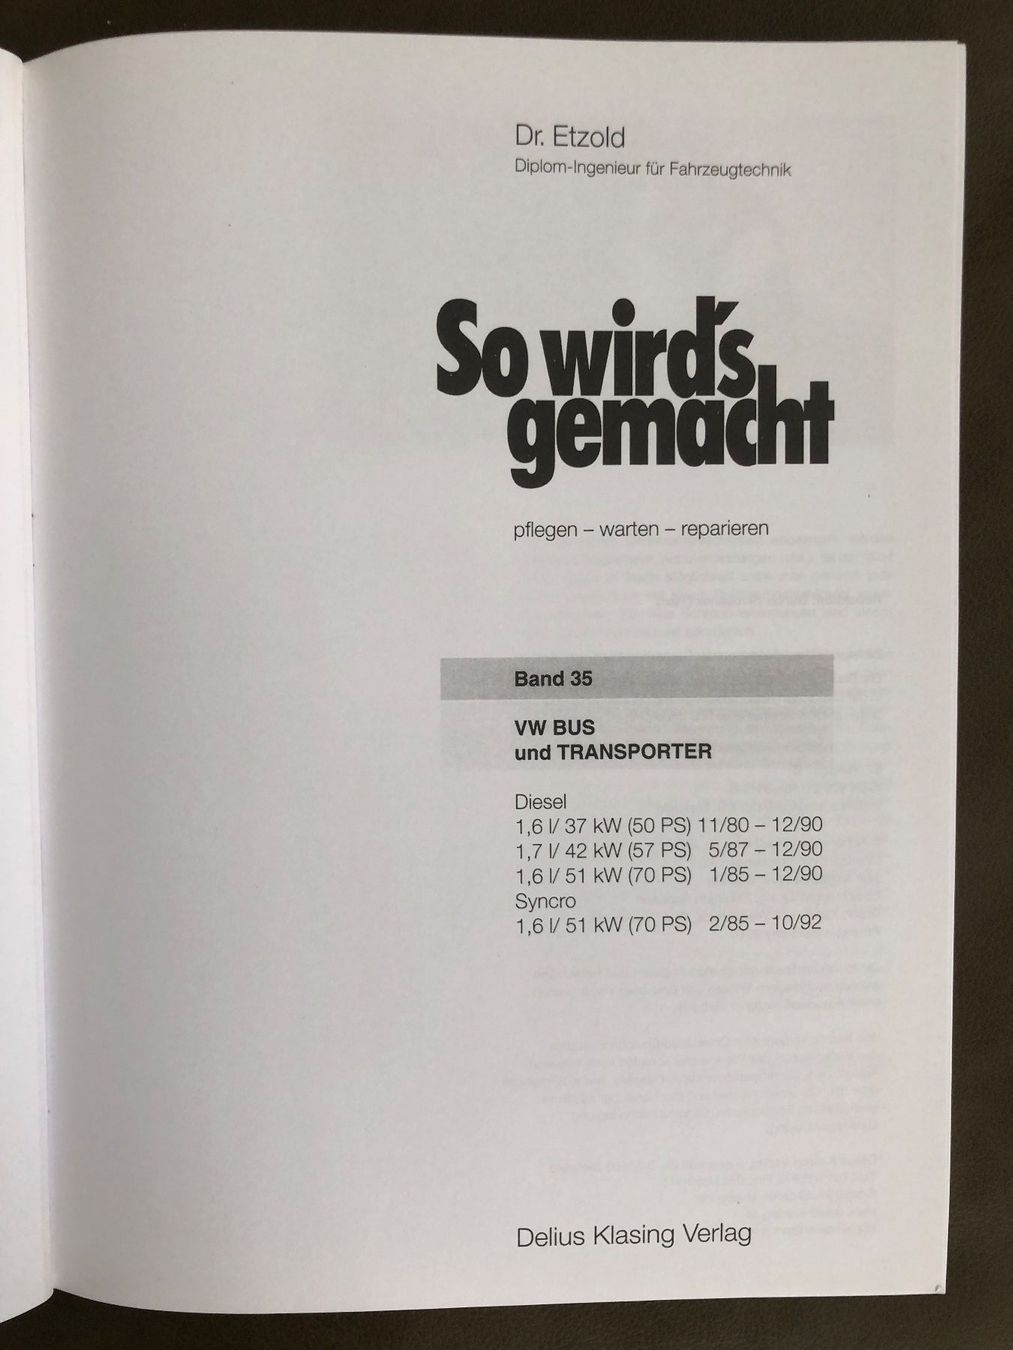 Dr. Etzold
Diplom-Ingenieur für Fahrzeugtechnik
So wird's
gemacht
pflegen – warten – reparieren
Band 35
VW BUS
und TRANSPORTER
Diesel
1,6 l/ 37 kW (50 PS) 11/80 – 12/90
1,7 l/ 42 kW (57 PS) 5/87 – 12/90
1,6 l/ 51 kW (70 PS) 1/85 – 12/90
Syncro
1,6 l/ 51 kW (70 PS) 2/85 – 10/92
Delius Klasing Verlag